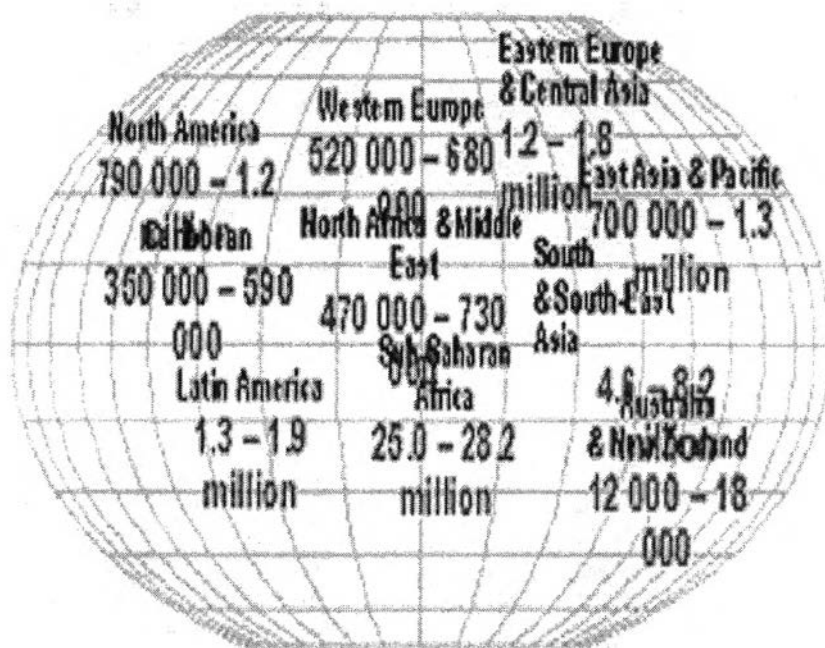 Eastern Europe
& Central Asia
1.2 – 1.8
million
Western Europe
520 000 – 680
000
North America
790 000 – 1.2
East Asia & Pacific
700 000 – 1.3
million
Caribbean
350 000 – 590
000
North Africa & Middle
East
470 000 – 730
000
South
& South-East
Asia
4.6 – 8.2
Latin America
1.3 – 1.9
million
Sub-Saharan
Africa
25.0 – 28.2
million
Australia
& New Zealand
12 000 – 18
000